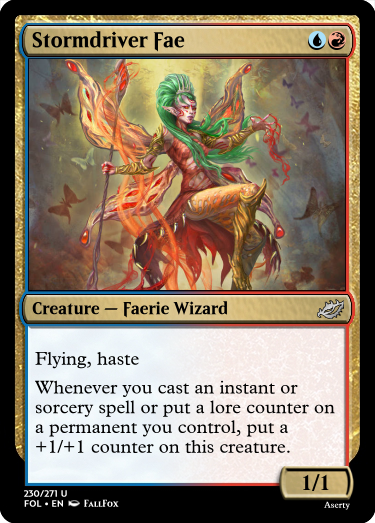 Stormdriver Fae
Creature — Faerie Wizard
Flying, haste
Whenever you cast an instant or
sorcery spell or put a lore counter on
a permanent you control, put a
+1/+1 counter on this creature.
1/1
230/271 U
FOL • EN FallFox
Aserty